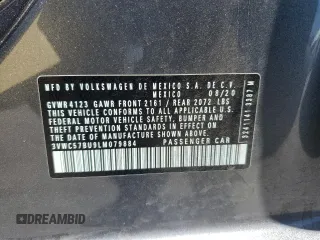 MFD BY VOLKSWAGEN DE MEXICO S.A. DE C.V.
MEXICO 08/20
GVWR 4123 GAWR FRONT 2161 / REAR 2072 LBS
THIS VEHICLE CONFORMS TO ALL APPLICABLE U.S.
FEDERAL MOTOR VEHICLE SAFETY, BUMPER AND
THEFT PREVENTION STANDARDS IN EFFECT ON THE
DATE OF MANUFACTURE SHOWN ABOVE.
3VWC57BU9LM079884 PASSENGER CAR
DREAMBID
DREAMBID.COM